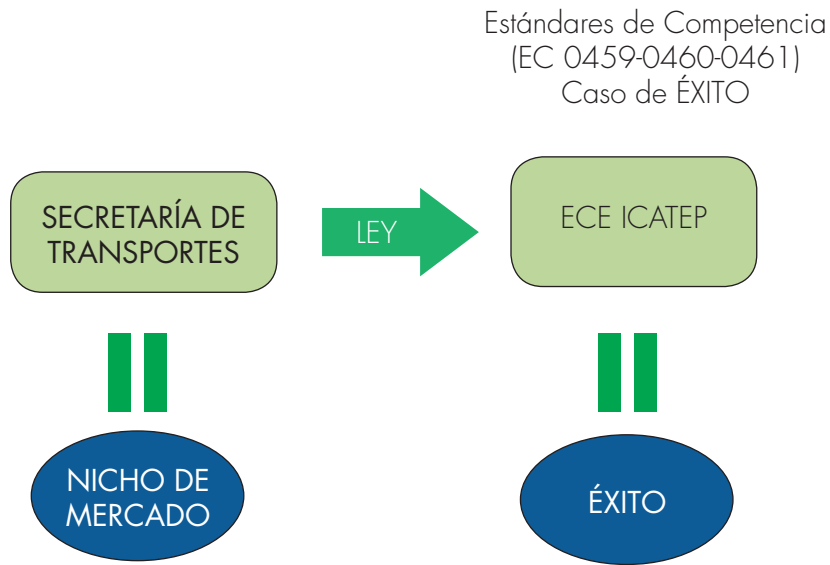 Estándares de Competencia
(EC 0459-0460-0461)
Caso de ÉXITO
SECRETARÍA DE
TRANSPORTES
LEY
ECE ICATEP
NICHO DE
MERCADO
ÉXITO